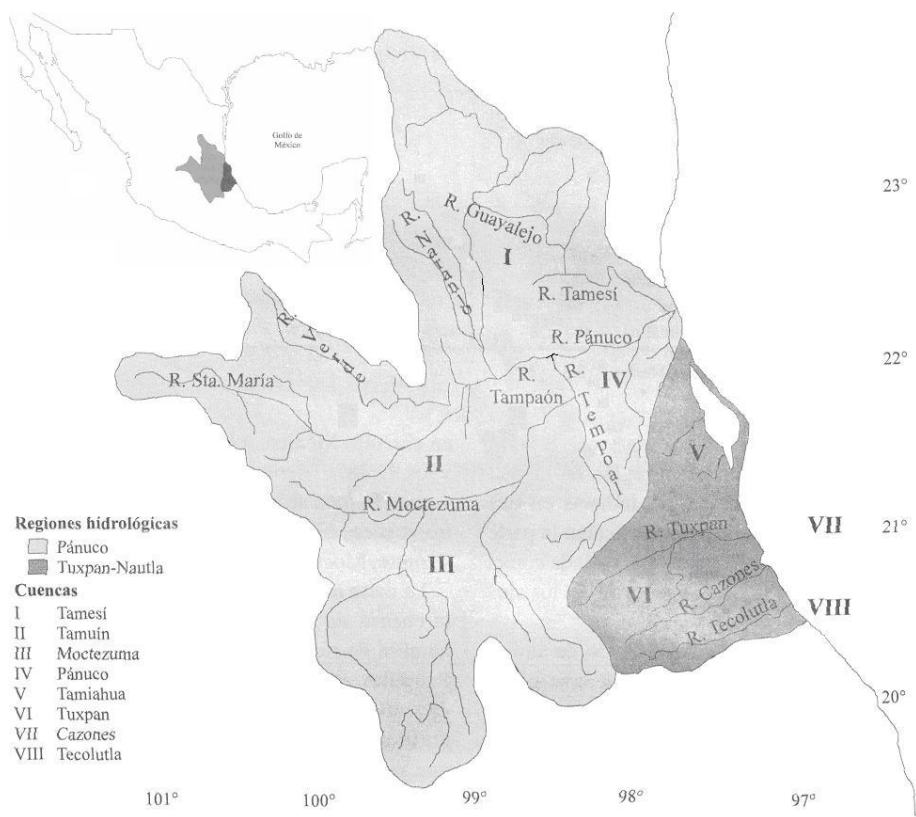 Golfo de
México
23°
R. Guayalejo
R. Naranjo
I
R. Tamesí
R. Pánuco
22°
R. Verde
R. Sta. María
R.
Tampaón
IV
R. Tempoal
V
II
R. Moctezuma
R. Tuxpan
21°
VII
III
VI
R. Cazones
VIII
R. Tecolutla
20°
Regiones hidrológicas
Pánuco
Tuxpan-Nautla
Cuencas
I Tamesí
II Tamuín
III Moctezuma
IV Pánuco
V Tamiahua
VI Tuxpan
VII Cazones
VIII Tecolutla
101° 100° 99° 98° 97°